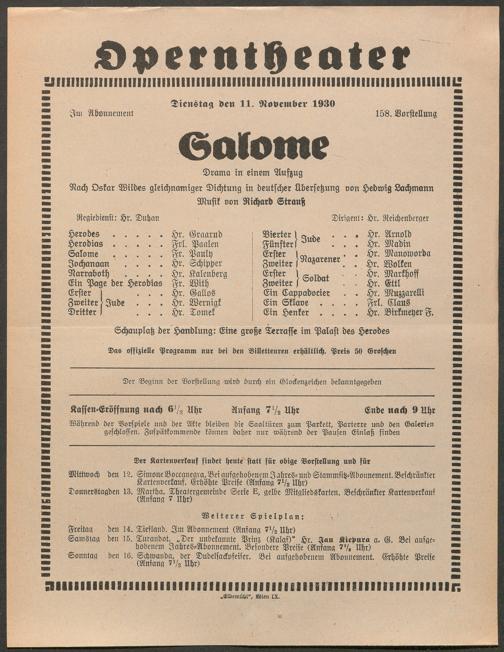 Operntheater
Dienstag den 11. November 1930
Im Abonnement 158. Vorstellung
Salome
Drama in einem Aufzug
Nach Oskar Wildes gleichnamiger Dichtung in deutscher Übersetzung von Hedwig Lachmann
Musik von Richard Strauß
Regiedienst: Hr. Duhan Dirigent: Hr. Reichenberger
Herodes . . . . . Hr. Graarud
Herodias . . . . Frl. Paalen
Salome . . . . . Fr. Pauly
Jochanaan . . . . Hr. Schipper
Narraboth . . . . Hr. Kalenberg
Ein Page der Herodias Fr. With
Erster } Jude . . . Hr. Gallos
Zweiter } Jude . . . Hr. Wernigk
Dritter } Jude . . . Hr. Tomek
Vierter } Jude . . . Hr. Arnold
Fünfter } Jude . . . Hr. Madin
Erster } Nazarener . . Hr. Manowarda
Zweiter } Nazarener . . Hr. Wolken
Erster } Soldat . . . Hr. Markhoff
Zweiter } Soldat . . . Hr. Ettl
Ein Cappadocier . . Hr. Muzzarelli
Ein Sklave . . . . Frl. Claus
Ein Henker . . . . Hr. Birkmeyer F.
Schauplatz der Handlung: Eine große Terrasse im Palast des Herodes
Das offizielle Programm nur bei den Billetteuren erhältlich. Preis 50 Groschen
Der Beginn der Vorstellung wird durch ein Glockenzeichen bekanntgegeben
Kassen-Eröffnung nach 6½ Uhr Anfang 7½ Uhr Ende nach 9 Uhr
Während der Vorspiele und der Akte bleiben die Saaltüren zum Parkett, Parterre und den Galerien
geschlossen. Zuspätkommende können daher nur während der Pausen Einlaß finden
Der Kartenverkauf findet heute statt für obige Vorstellung und für
Mittwoch den 12. Simone Boccanegra. Bei aufgehobenem Jahres- und Stammsitz-Abonnement. Beschränkter
Kartenverkauf. Erhöhte Preise (Anfang 7½ Uhr)
Donnerstag den 13. Martha. Theatergemeinde Serie E, gelbe Mitgliedskarten. Beschränkter Kartenverkauf
(Anfang 7 Uhr)
Weiterer Spielplan:
Freitag den 14. Tiefland. Im Abonnement (Anfang 7½ Uhr)
Samstag den 15. Turandot. „Der unbekannte Prinz (Kalaf)" Hr. Jan Kiepura a. G. Bei aufge-
hobenem Jahres-Abonnement. Besondere Preise (Anfang 7½ Uhr)
Sonntag den 16. Schwanda, der Dudelsackpfeifer. Bei aufgehobenem Abonnement. Erhöhte Preise
(Anfang 7½ Uhr)
„Elbemühl", Wien IX.